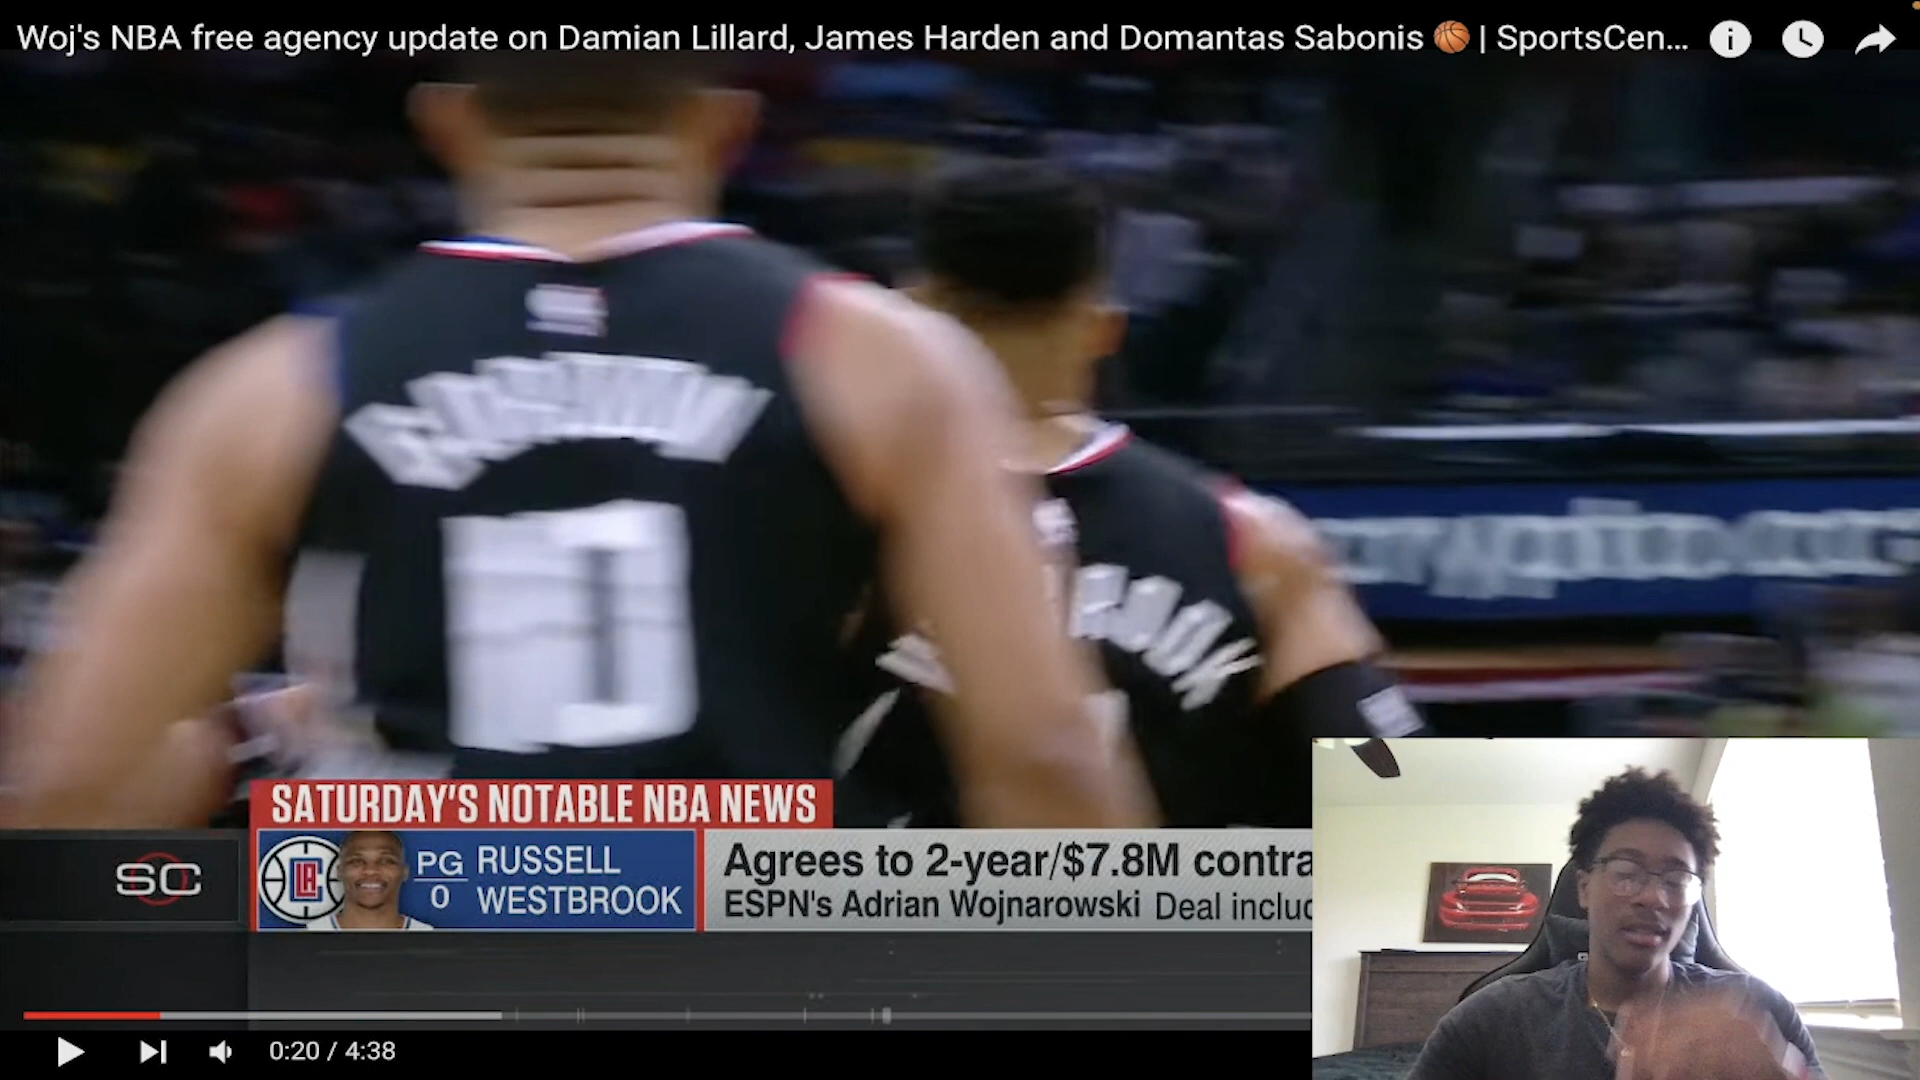 Woj's NBA free agency update on Damian Lillard, James Harden and Domantas Sabonis 🏀 | SportsCen...
SATURDAY'S NOTABLE NBA NEWS
SC
LA
PG
0
RUSSELL
WESTBROOK
Agrees to 2-year/$7.8M contra
ESPN's Adrian Wojnarowski Deal includ
0:20 / 4:38